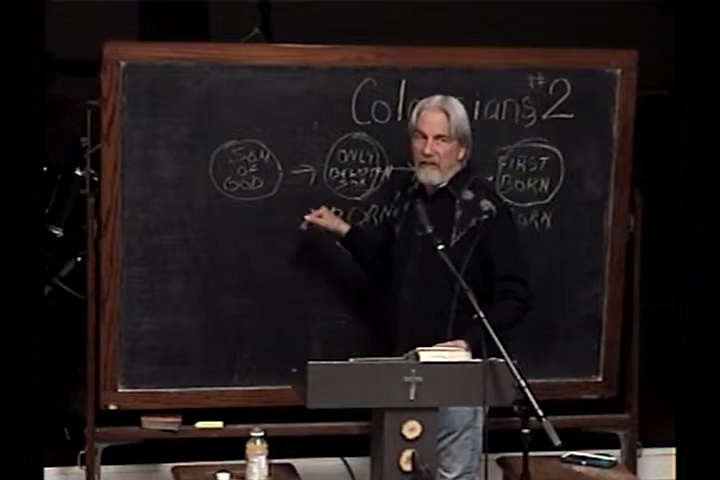 Colossians #2
SON
OF
GOD
ONLY
BEGOTTEN
SON
FIRST
BORN
BORN